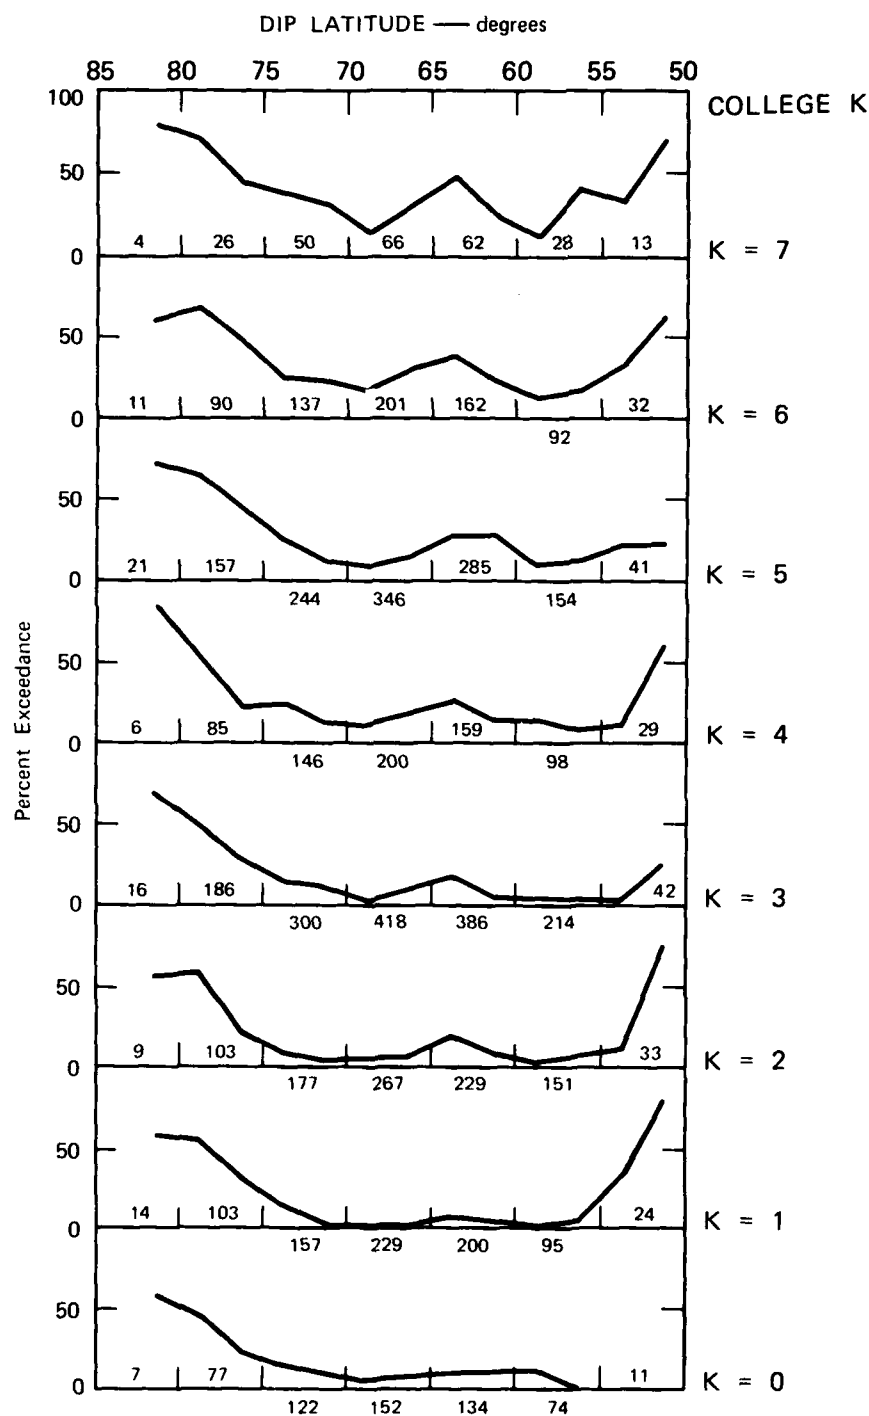 DIP LATITUDE — degrees
85 80 75 70 65 60 55 50
COLLEGE K
100
50
0
4 26 50 66 62 28 13
K = 7
50
0
11 90 137 201 162 32
92
K = 6
50
0
21 157 285 41
244 346 154
K = 5
Percent Exceedance
50
0
6 85 159 29
146 200 98
K = 4
50
0
16 186 42
300 418 386 214
K = 3
50
0
9 103 33
177 267 229 151
K = 2
50
0
14 103 24
157 229 200 95
K = 1
50
0
7 77 11
122 152 134 74
K = 0